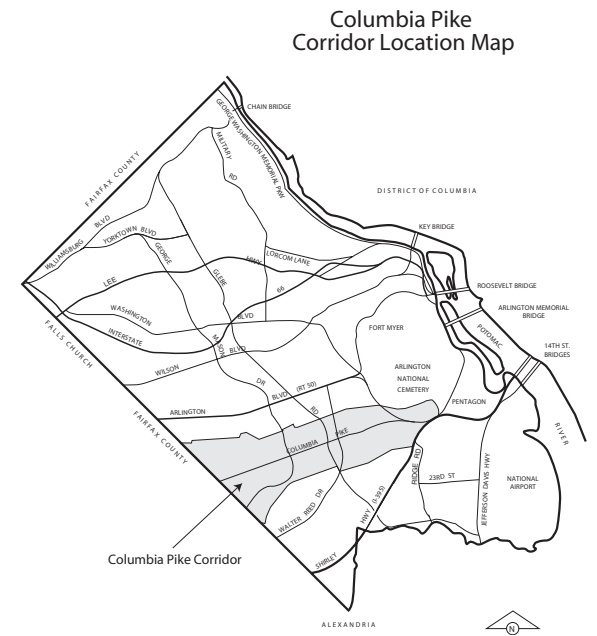 Columbia Pike
Corridor Location Map
CHAIN BRIDGE
GEORGE WASHINGTON MEMORIAL PKW
FAIRFAX COUNTY
MILITARY
RD
DISTRICT OF COLUMBIA
WILLIAMSBURG BLVD
YORKTOWN BLVD
KEY BRIDGE
GEORGE
LORCOM LANE
LEE
HWY
GLEBE
66
ROOSEVELT BRIDGE
ARLINGTON MEMORIAL
BRIDGE
WASHINGTON
BLVD
FORT MYER
POTOMAC
INTERSTATE
FALLS CHURCH
MASON
14TH ST.
BRIDGES
WILSON
BLVD
ARLINGTON
NATIONAL
CEMETERY
DR
BLVD (RT 50)
RD
PENTAGON
ARLINGTON
FAIRFAX COUNTY
RIVER
COLUMBIA PIKE
RIDGE RD
23RD ST
JEFFERSON DAVIS HWY
NATIONAL
AIRPORT
WALTER REED DR
HWY (I-395)
SHIRLEY
Columbia Pike Corridor
ALEXANDRIA
N